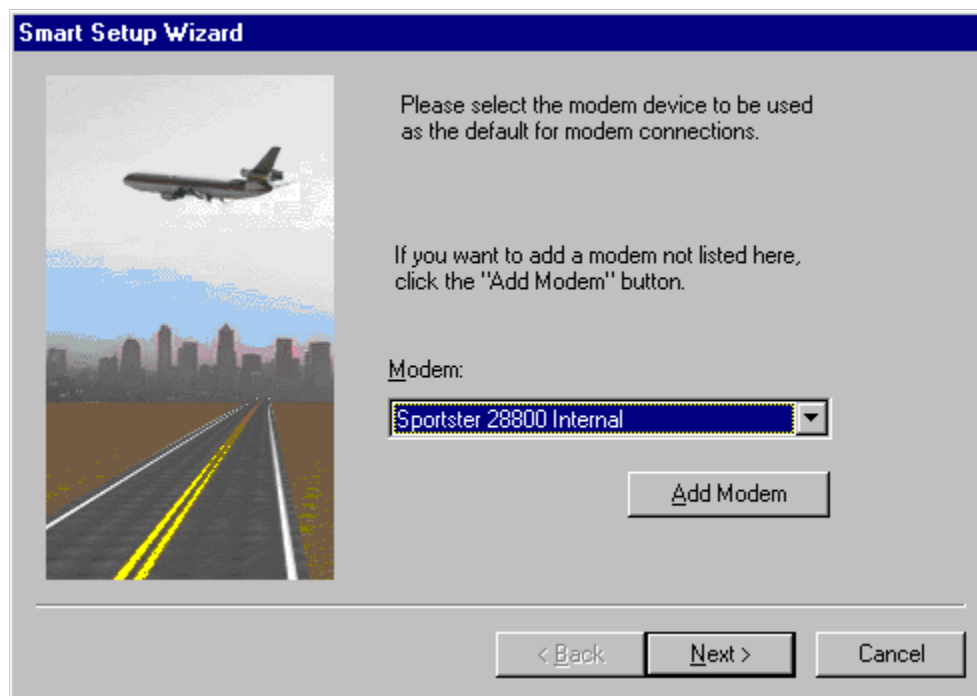 Smart Setup Wizard
Please select the modem device to be used
as the default for modem connections.
If you want to add a modem not listed here,
click the "Add Modem" button.
Modem:
Sportster 28800 Internal
Add Modem
< Back
Next >
Cancel